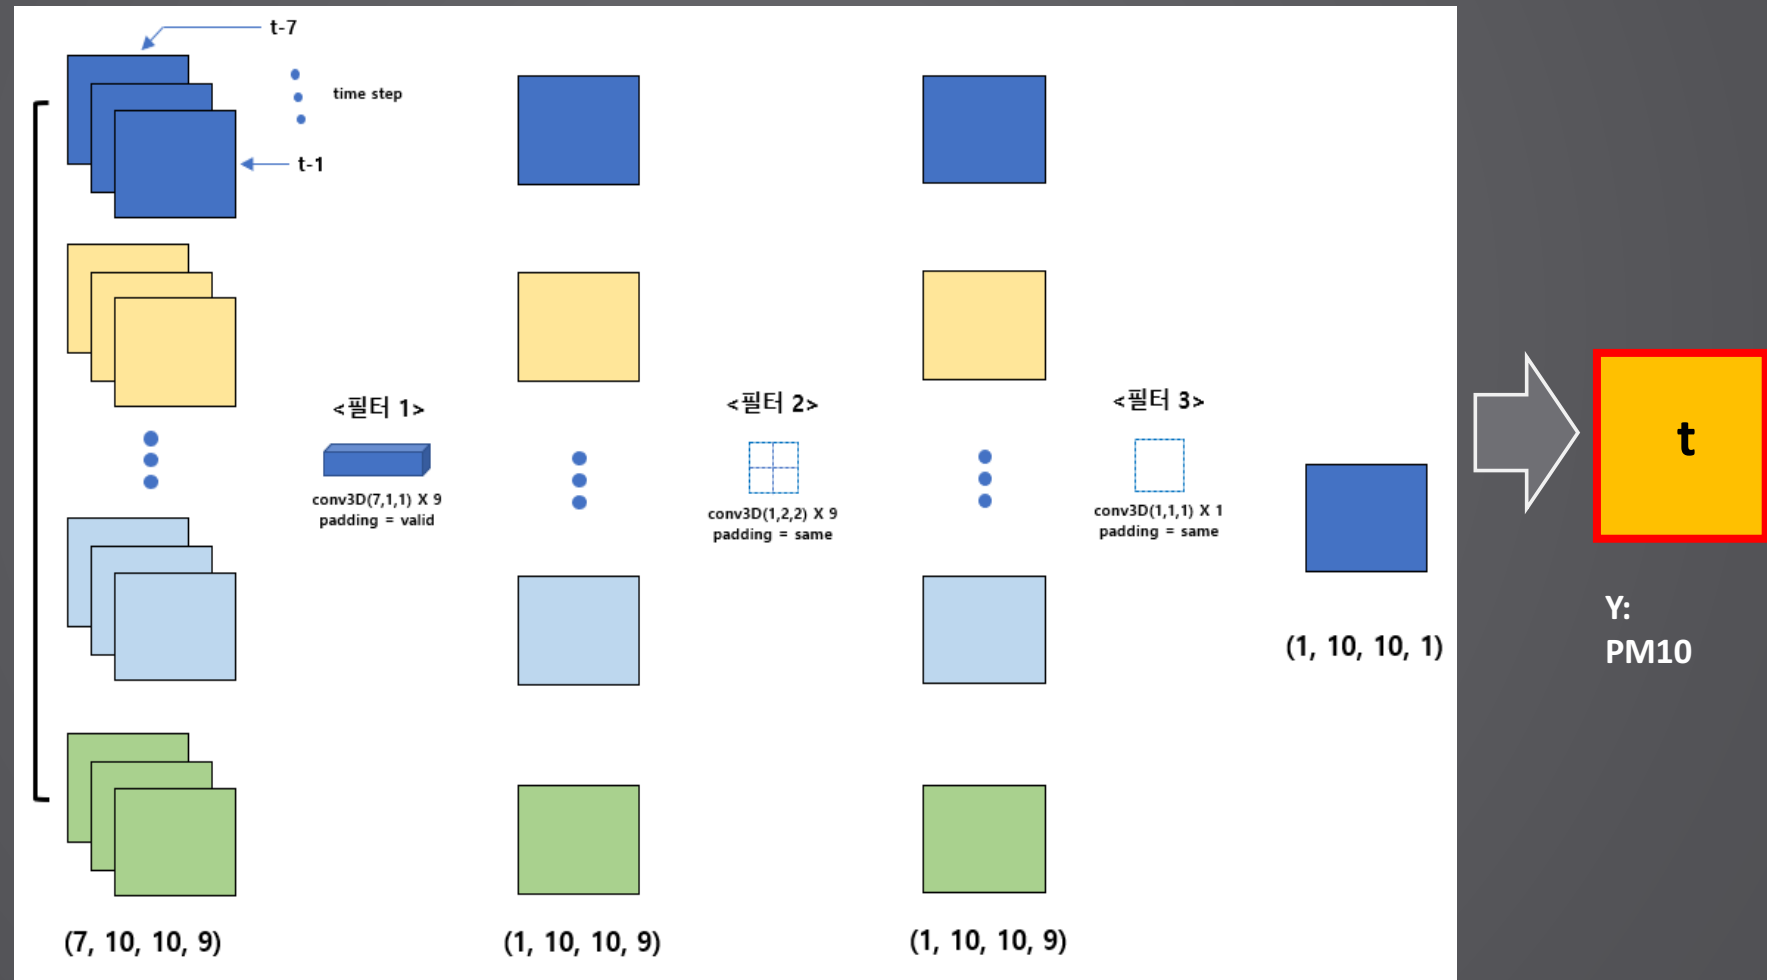 t-7
time step
t-1
<필터 1>
conv3D(7,1,1) X 9
padding = valid
<필터 2>
conv3D(1,2,2) X 9
padding = same
<필터 3>
conv3D(1,1,1) X 1
padding = same
(7, 10, 10, 9)
(1, 10, 10, 9)
(1, 10, 10, 9)
(1, 10, 10, 1)
t
Y:
PM10